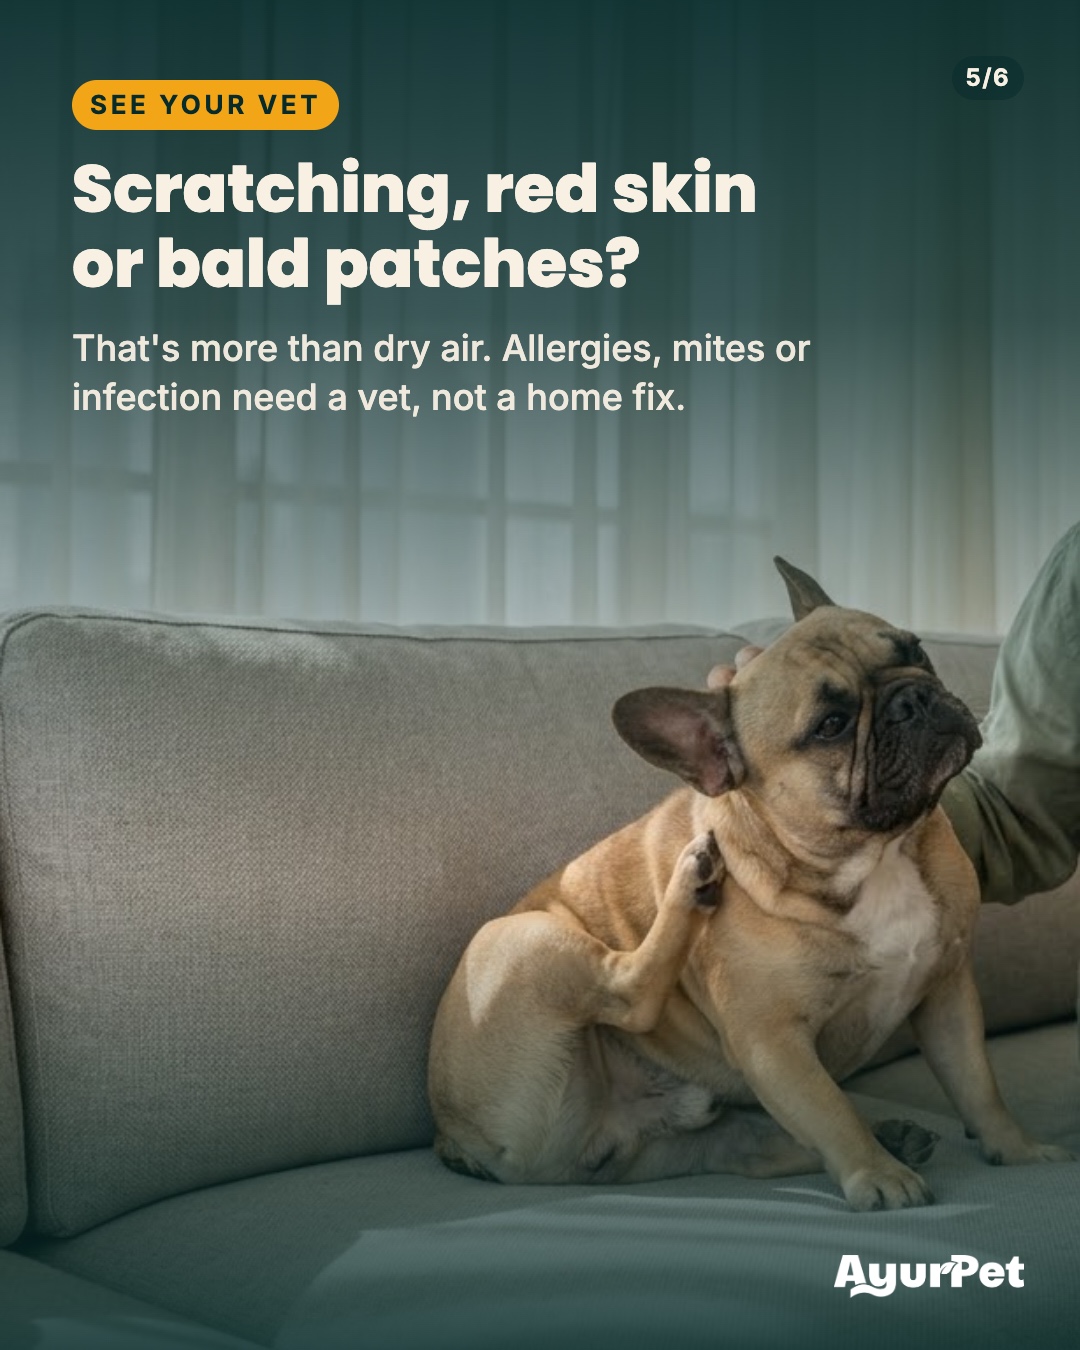 SEE YOUR VET
5/6
Scratching, red skin
or bald patches?
That's more than dry air. Allergies, mites or
infection need a vet, not a home fix.
AyurPet